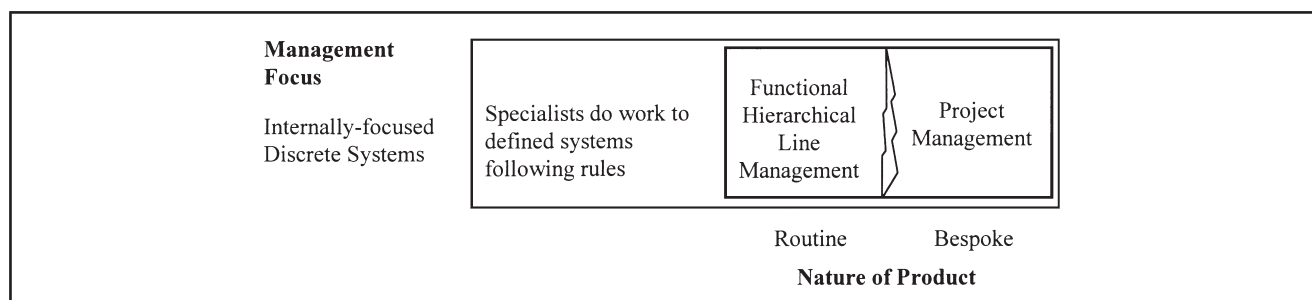 Management
Focus
Internally-focused
Discrete Systems
Specialists do work to
defined systems
following rules
Functional
Hierarchical
Line
Management
Project
Management
Routine
Bespoke
Nature of Product